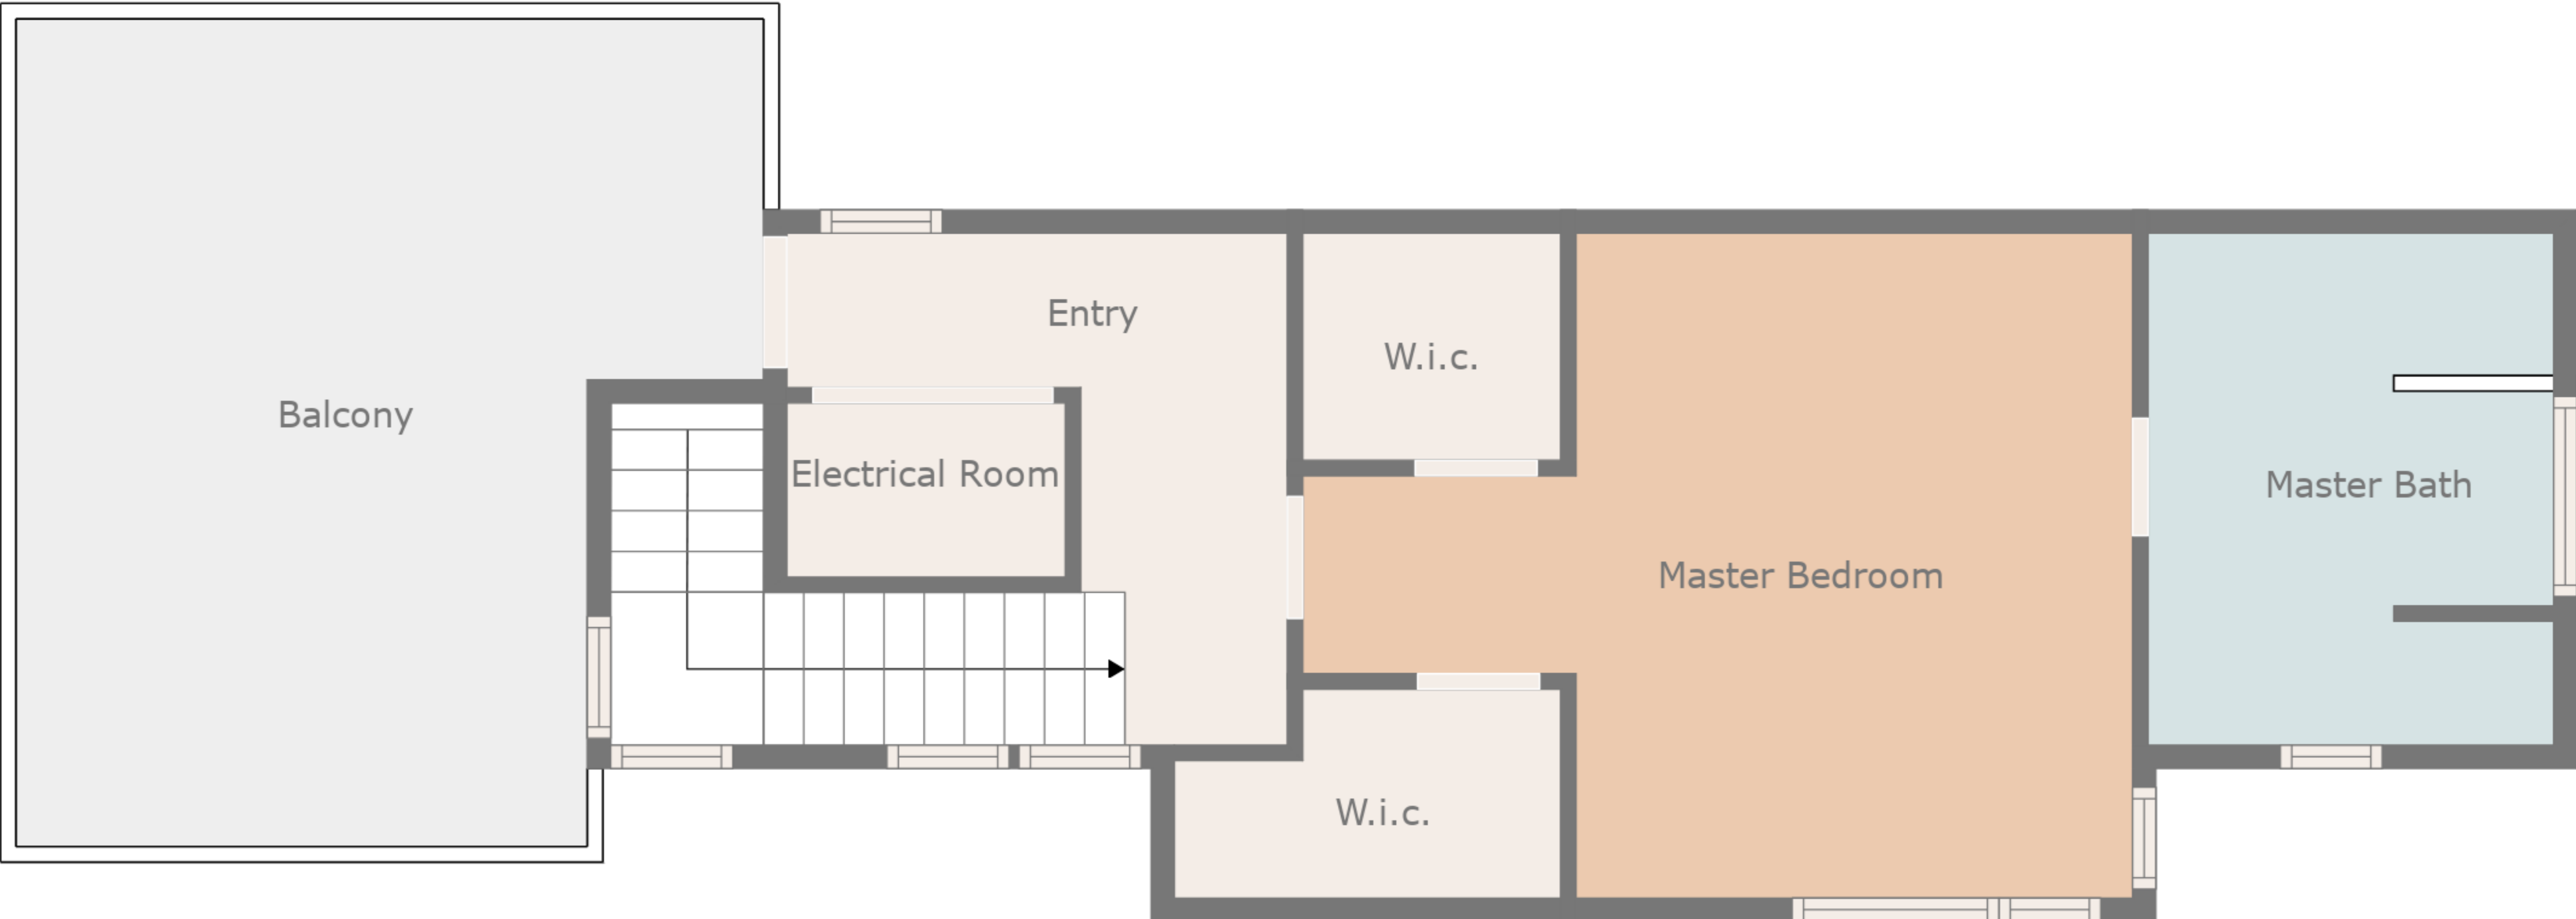 Entry
W.i.c.
Balcony
Electrical Room
Master Bath
Master Bedroom
W.i.c.